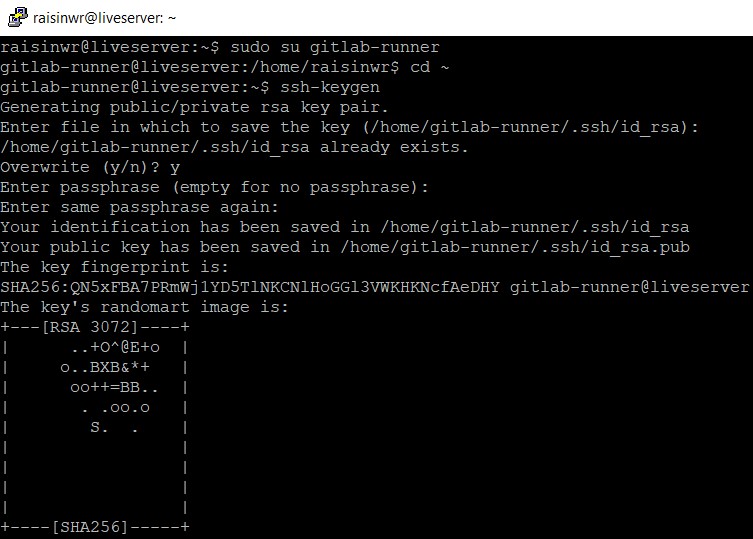 raisinwr@liveserver: ~
raisinwr@liveserver:~$ sudo su gitlab-runner
gitlab-runner@liveserver:/home/raisinwr$ cd ~
gitlab-runner@liveserver:~$ ssh-keygen
Generating public/private rsa key pair.
Enter file in which to save the key (/home/gitlab-runner/.ssh/id_rsa):
/home/gitlab-runner/.ssh/id_rsa already exists.
Overwrite (y/n)? y
Enter passphrase (empty for no passphrase):
Enter same passphrase again:
Your identification has been saved in /home/gitlab-runner/.ssh/id_rsa
Your public key has been saved in /home/gitlab-runner/.ssh/id_rsa.pub
The key fingerprint is:
SHA256:QN5xFBA7PRmWj1YD5TlNKCNlHoGGl3VWKHKNcfAeDHY gitlab-runner@liveserver
The key's randomart image is:
+---[RSA 3072]----+
|      ..+O^@E+o  |
|     o..BXB&*+   |
|      oo++=BB..  |
|       . .oo.o   |
|        S.  .    |
|                 |
|                 |
|                 |
|                 |
+----[SHA256]-----+